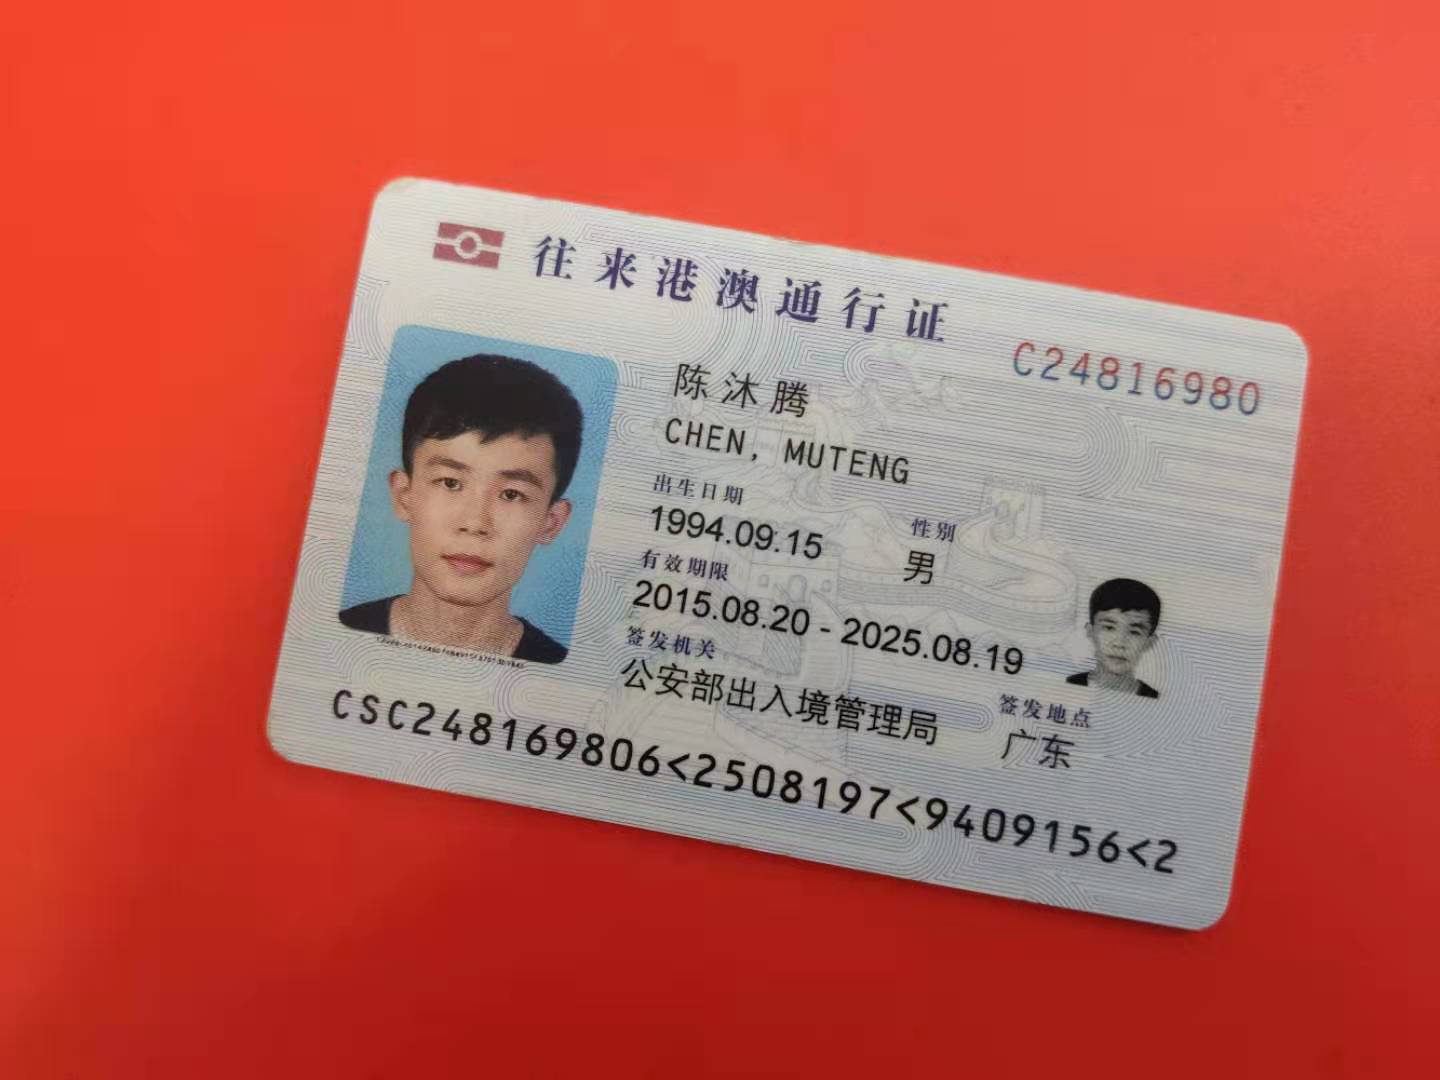 往来港澳通行证
C24816980
陈沐腾
CHEN, MUTENG
出生日期 性别
1994.09.15 男
有效期限
2015.08.20 - 2025.08.19
签发机关 签发地点
公安部出入境管理局 广东
CSC248169806<2508197<9409156<2